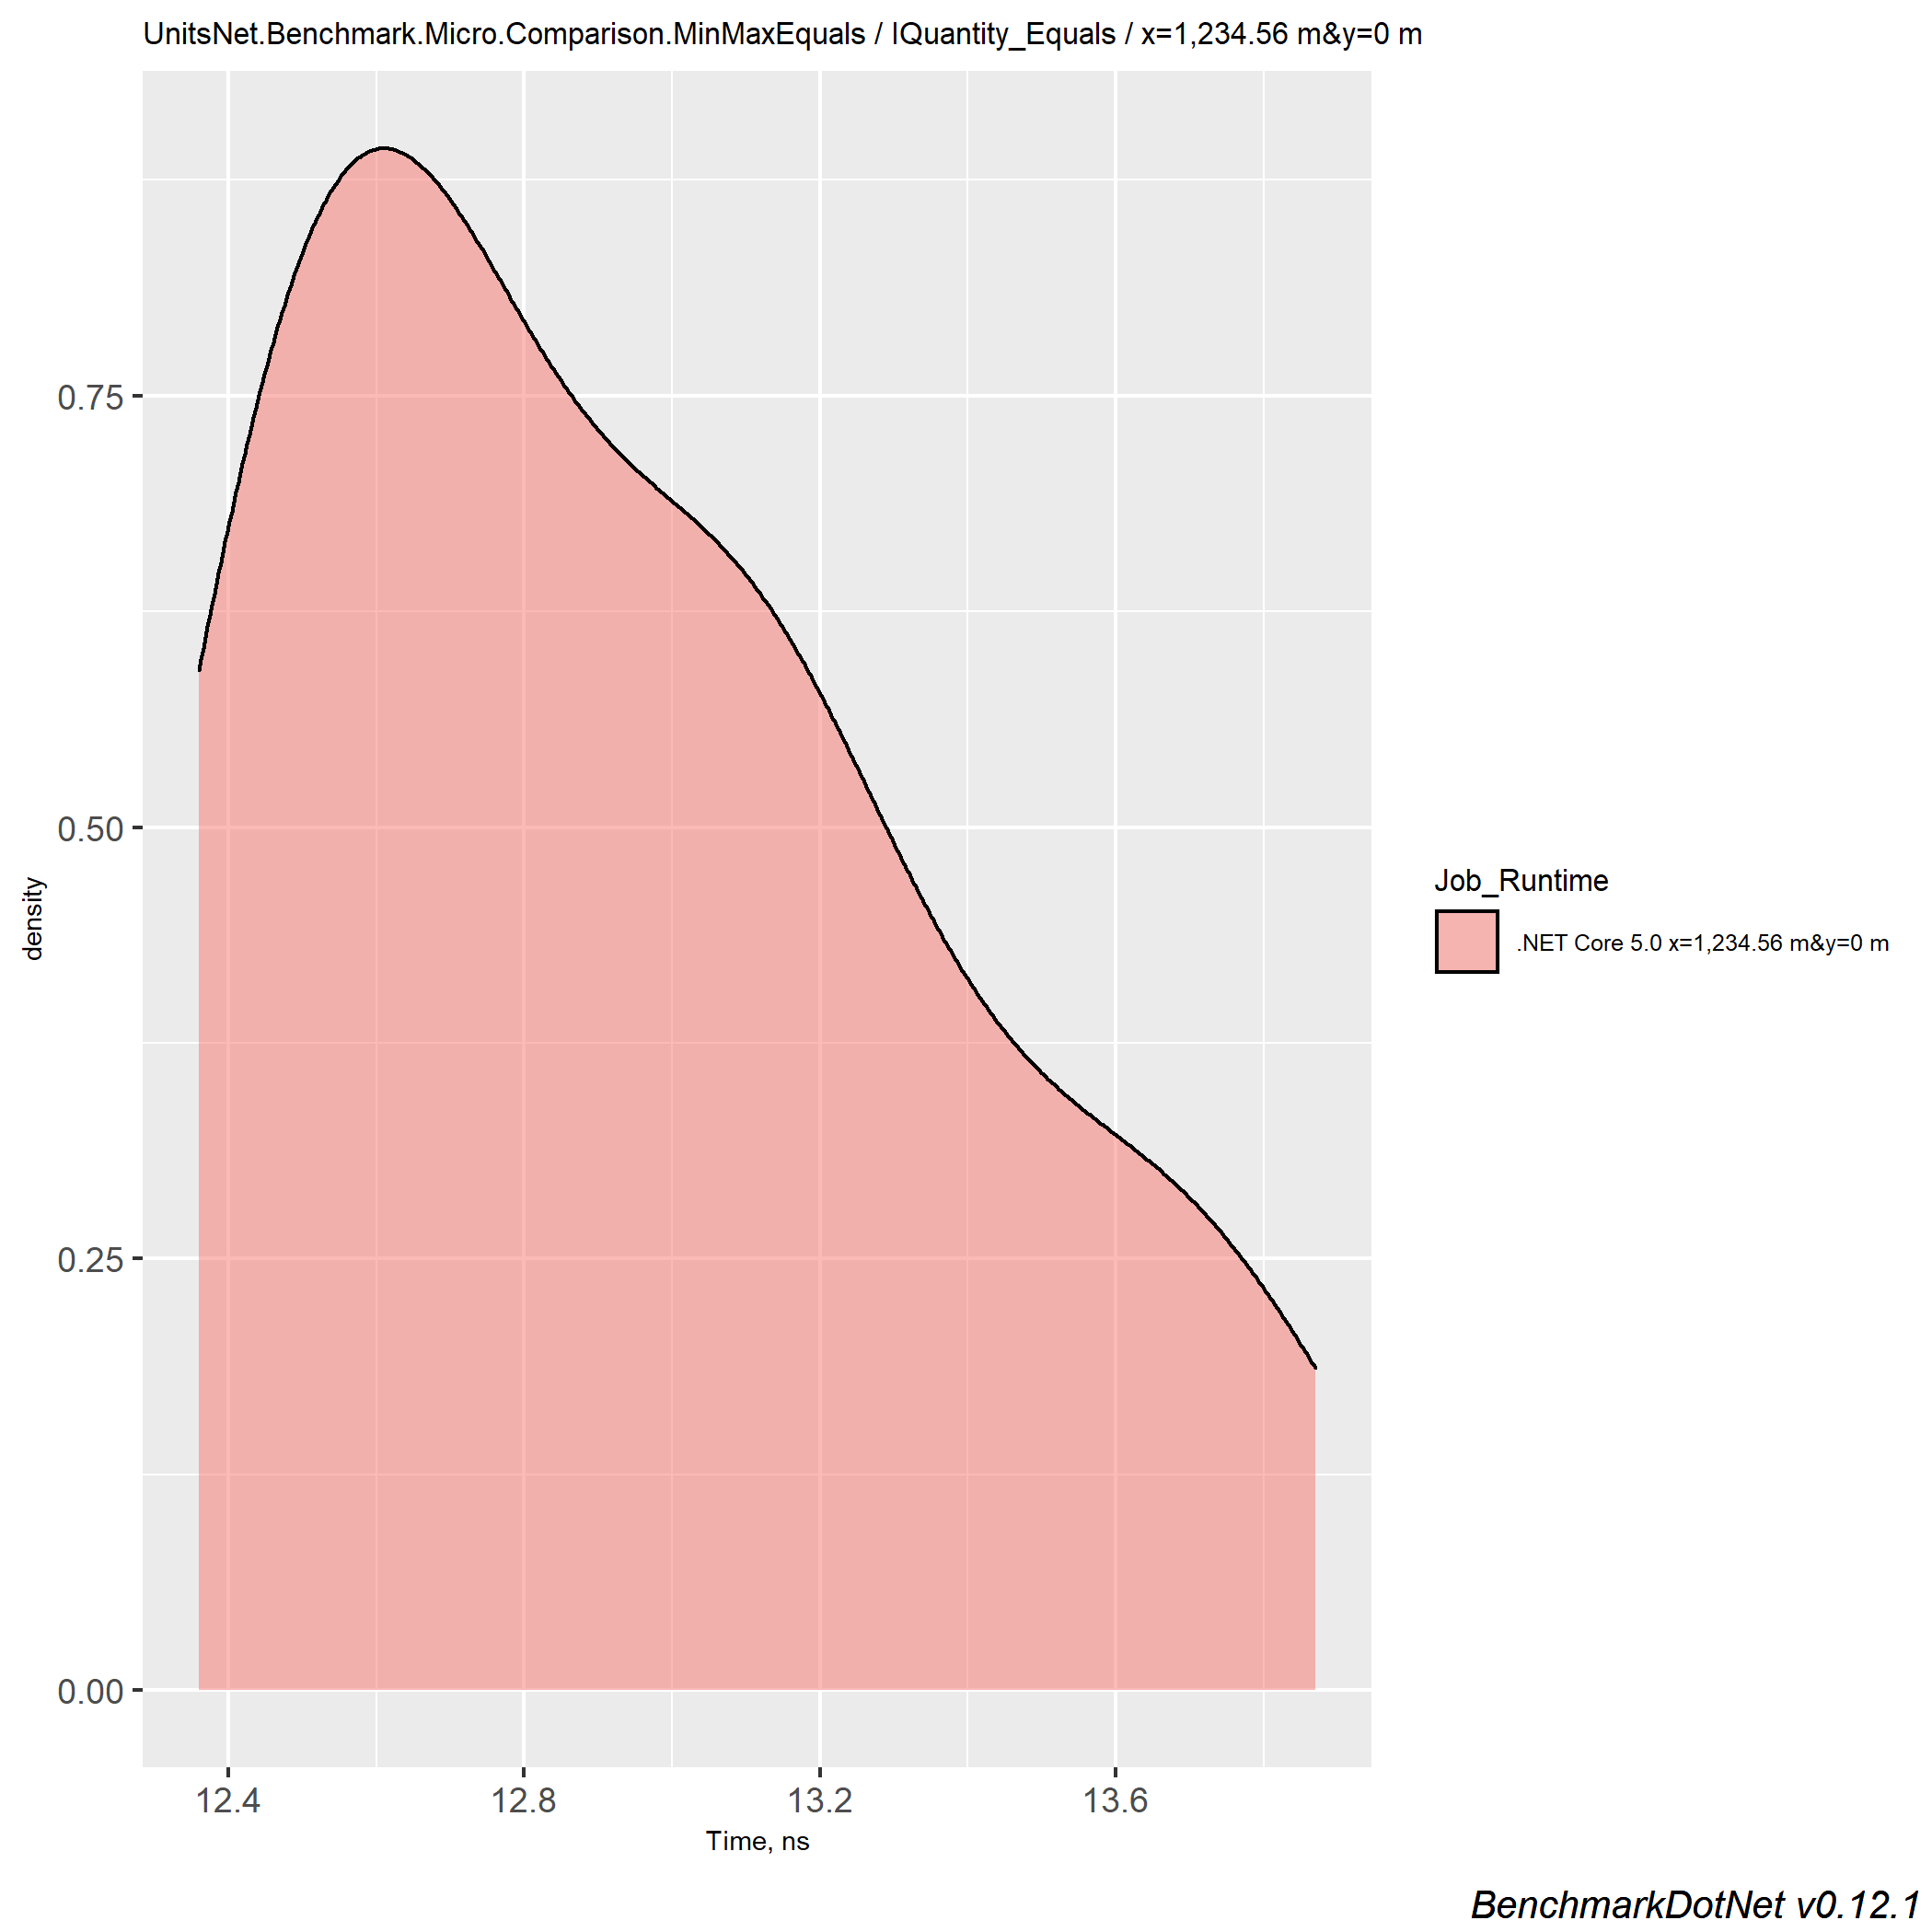 UnitsNet.Benchmark.Micro.Comparison.MinMaxEquals / IQuantity_Equals / x=1,234.56 m&y=0 m
0.75
0.50
0.25
0.00
density
12.4 12.8 13.2 13.6
Time, ns
Job_Runtime
.NET Core 5.0 x=1,234.56 m&y=0 m
BenchmarkDotNet v0.12.1